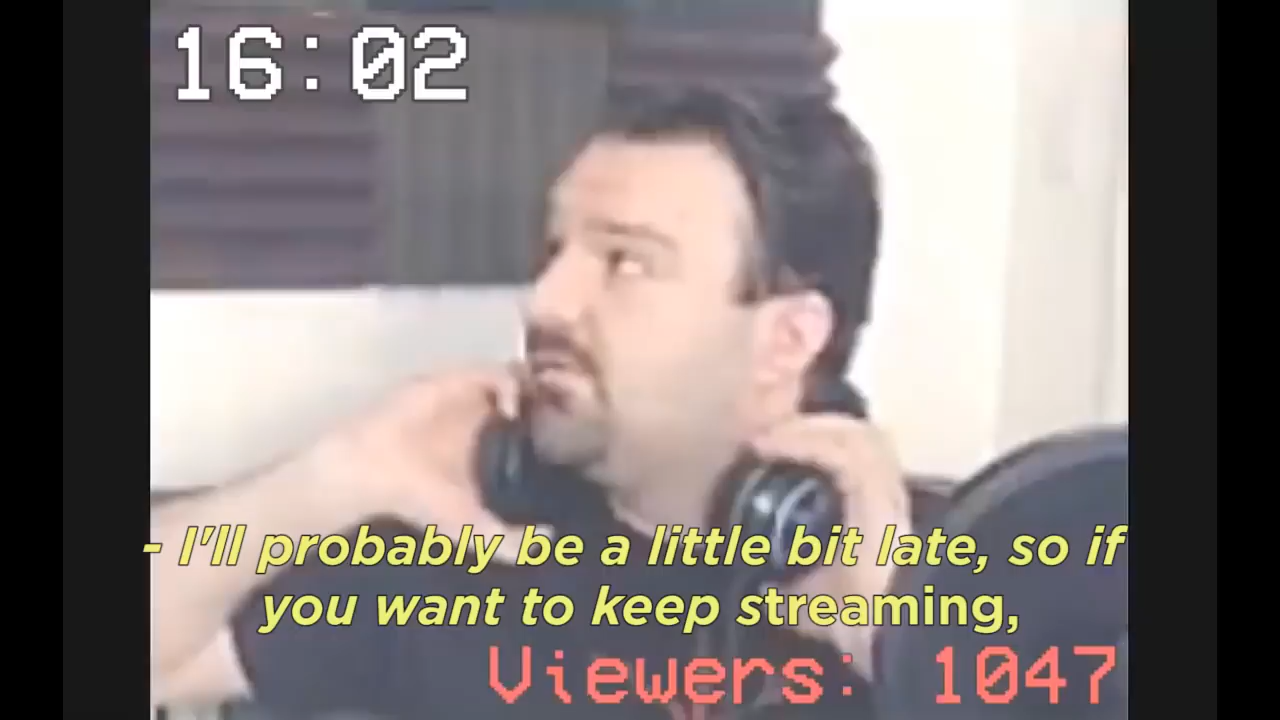 16:02
- I'll probably be a little bit late, so if
you want to keep streaming,
Viewers: 1047